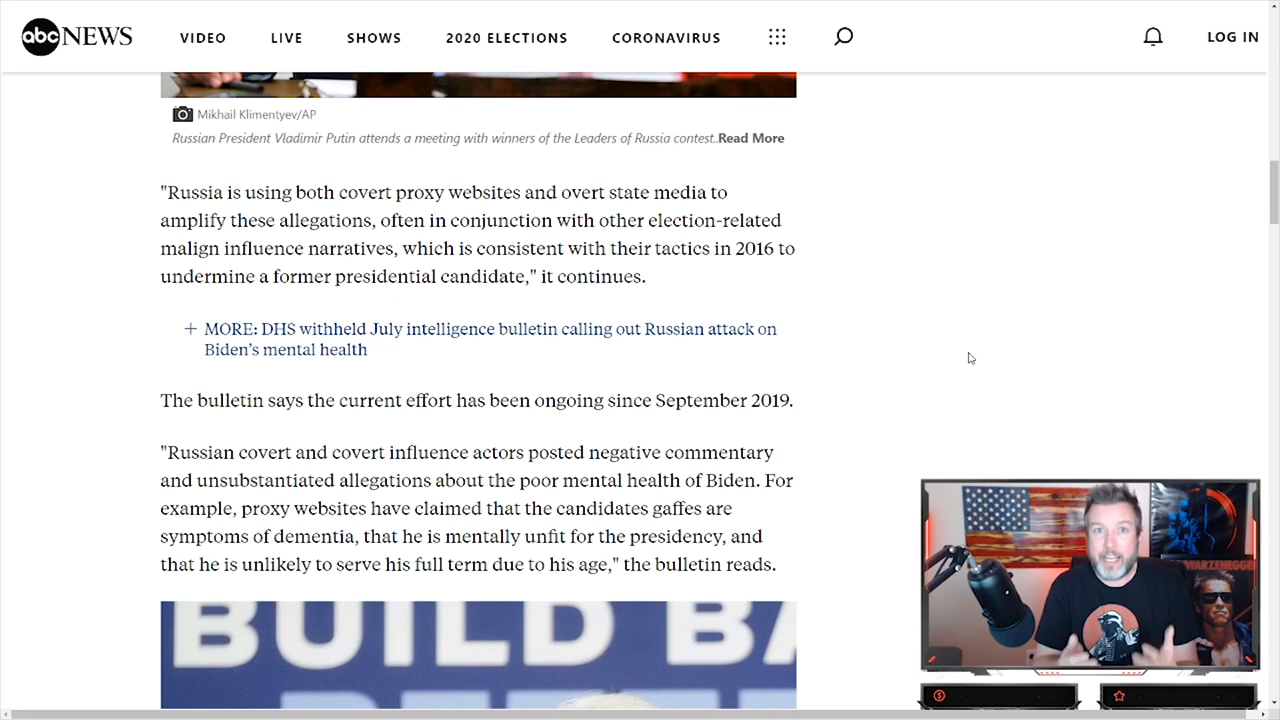 abc NEWS VIDEO LIVE SHOWS 2020 ELECTIONS CORONAVIRUS LOG IN
Mikhail Klimentyev/AP
Russian President Vladimir Putin attends a meeting with winners of the Leaders of Russia contest..Read More
"Russia is using both covert proxy websites and overt state media to
amplify these allegations, often in conjunction with other election-related
malign influence narratives, which is consistent with their tactics in 2016 to
undermine a former presidential candidate," it continues.
+ MORE: DHS withheld July intelligence bulletin calling out Russian attack on
Biden's mental health
The bulletin says the current effort has been ongoing since September 2019.
"Russian covert and covert influence actors posted negative commentary
and unsubstantiated allegations about the poor mental health of Biden. For
example, proxy websites have claimed that the candidates gaffes are
symptoms of dementia, that he is mentally unfit for the presidency, and
that he is unlikely to serve his full term due to his age," the bulletin reads.
BUILD BA
WARZENEGGE